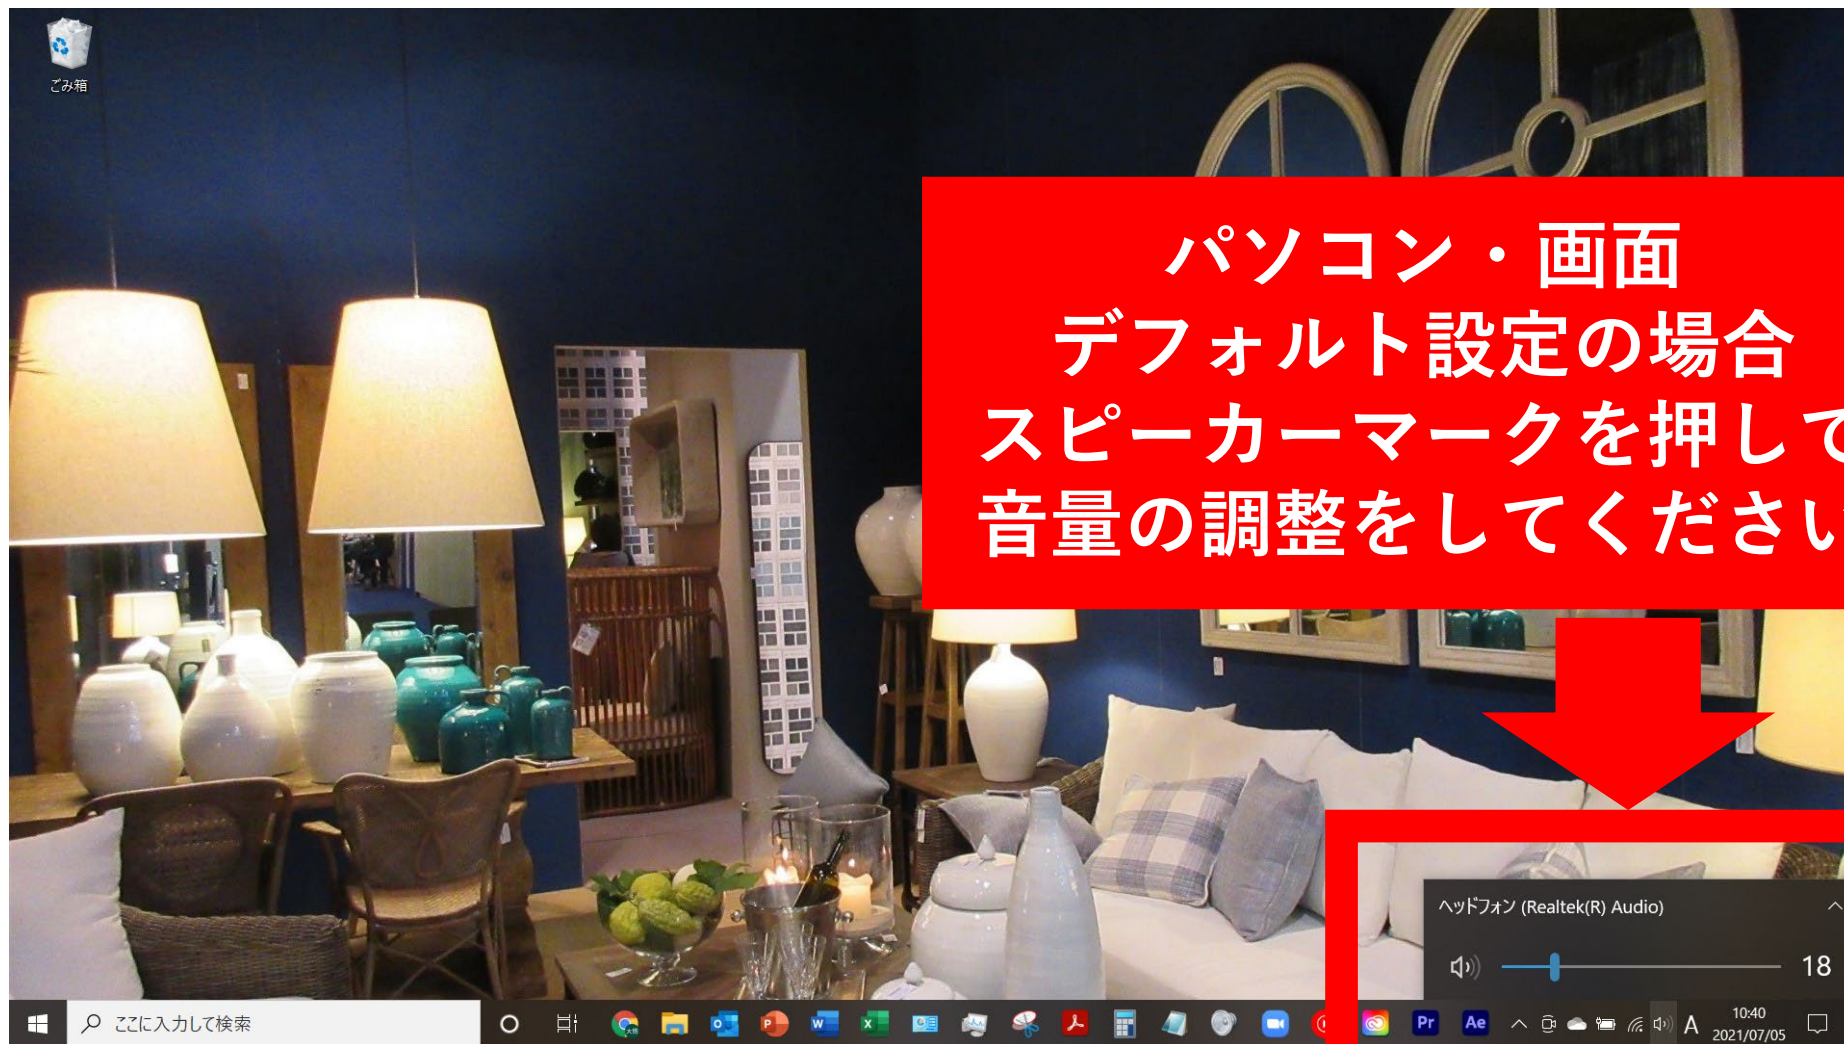 ごみ箱
パソコン・画面
デフォルト設定の場合
スピーカーマークを押して
音量の調整をしてください
ヘッドフォン (Realtek(R) Audio)
18
ここに入力して検索
Pr
Ae
A
10:40
2021/07/05